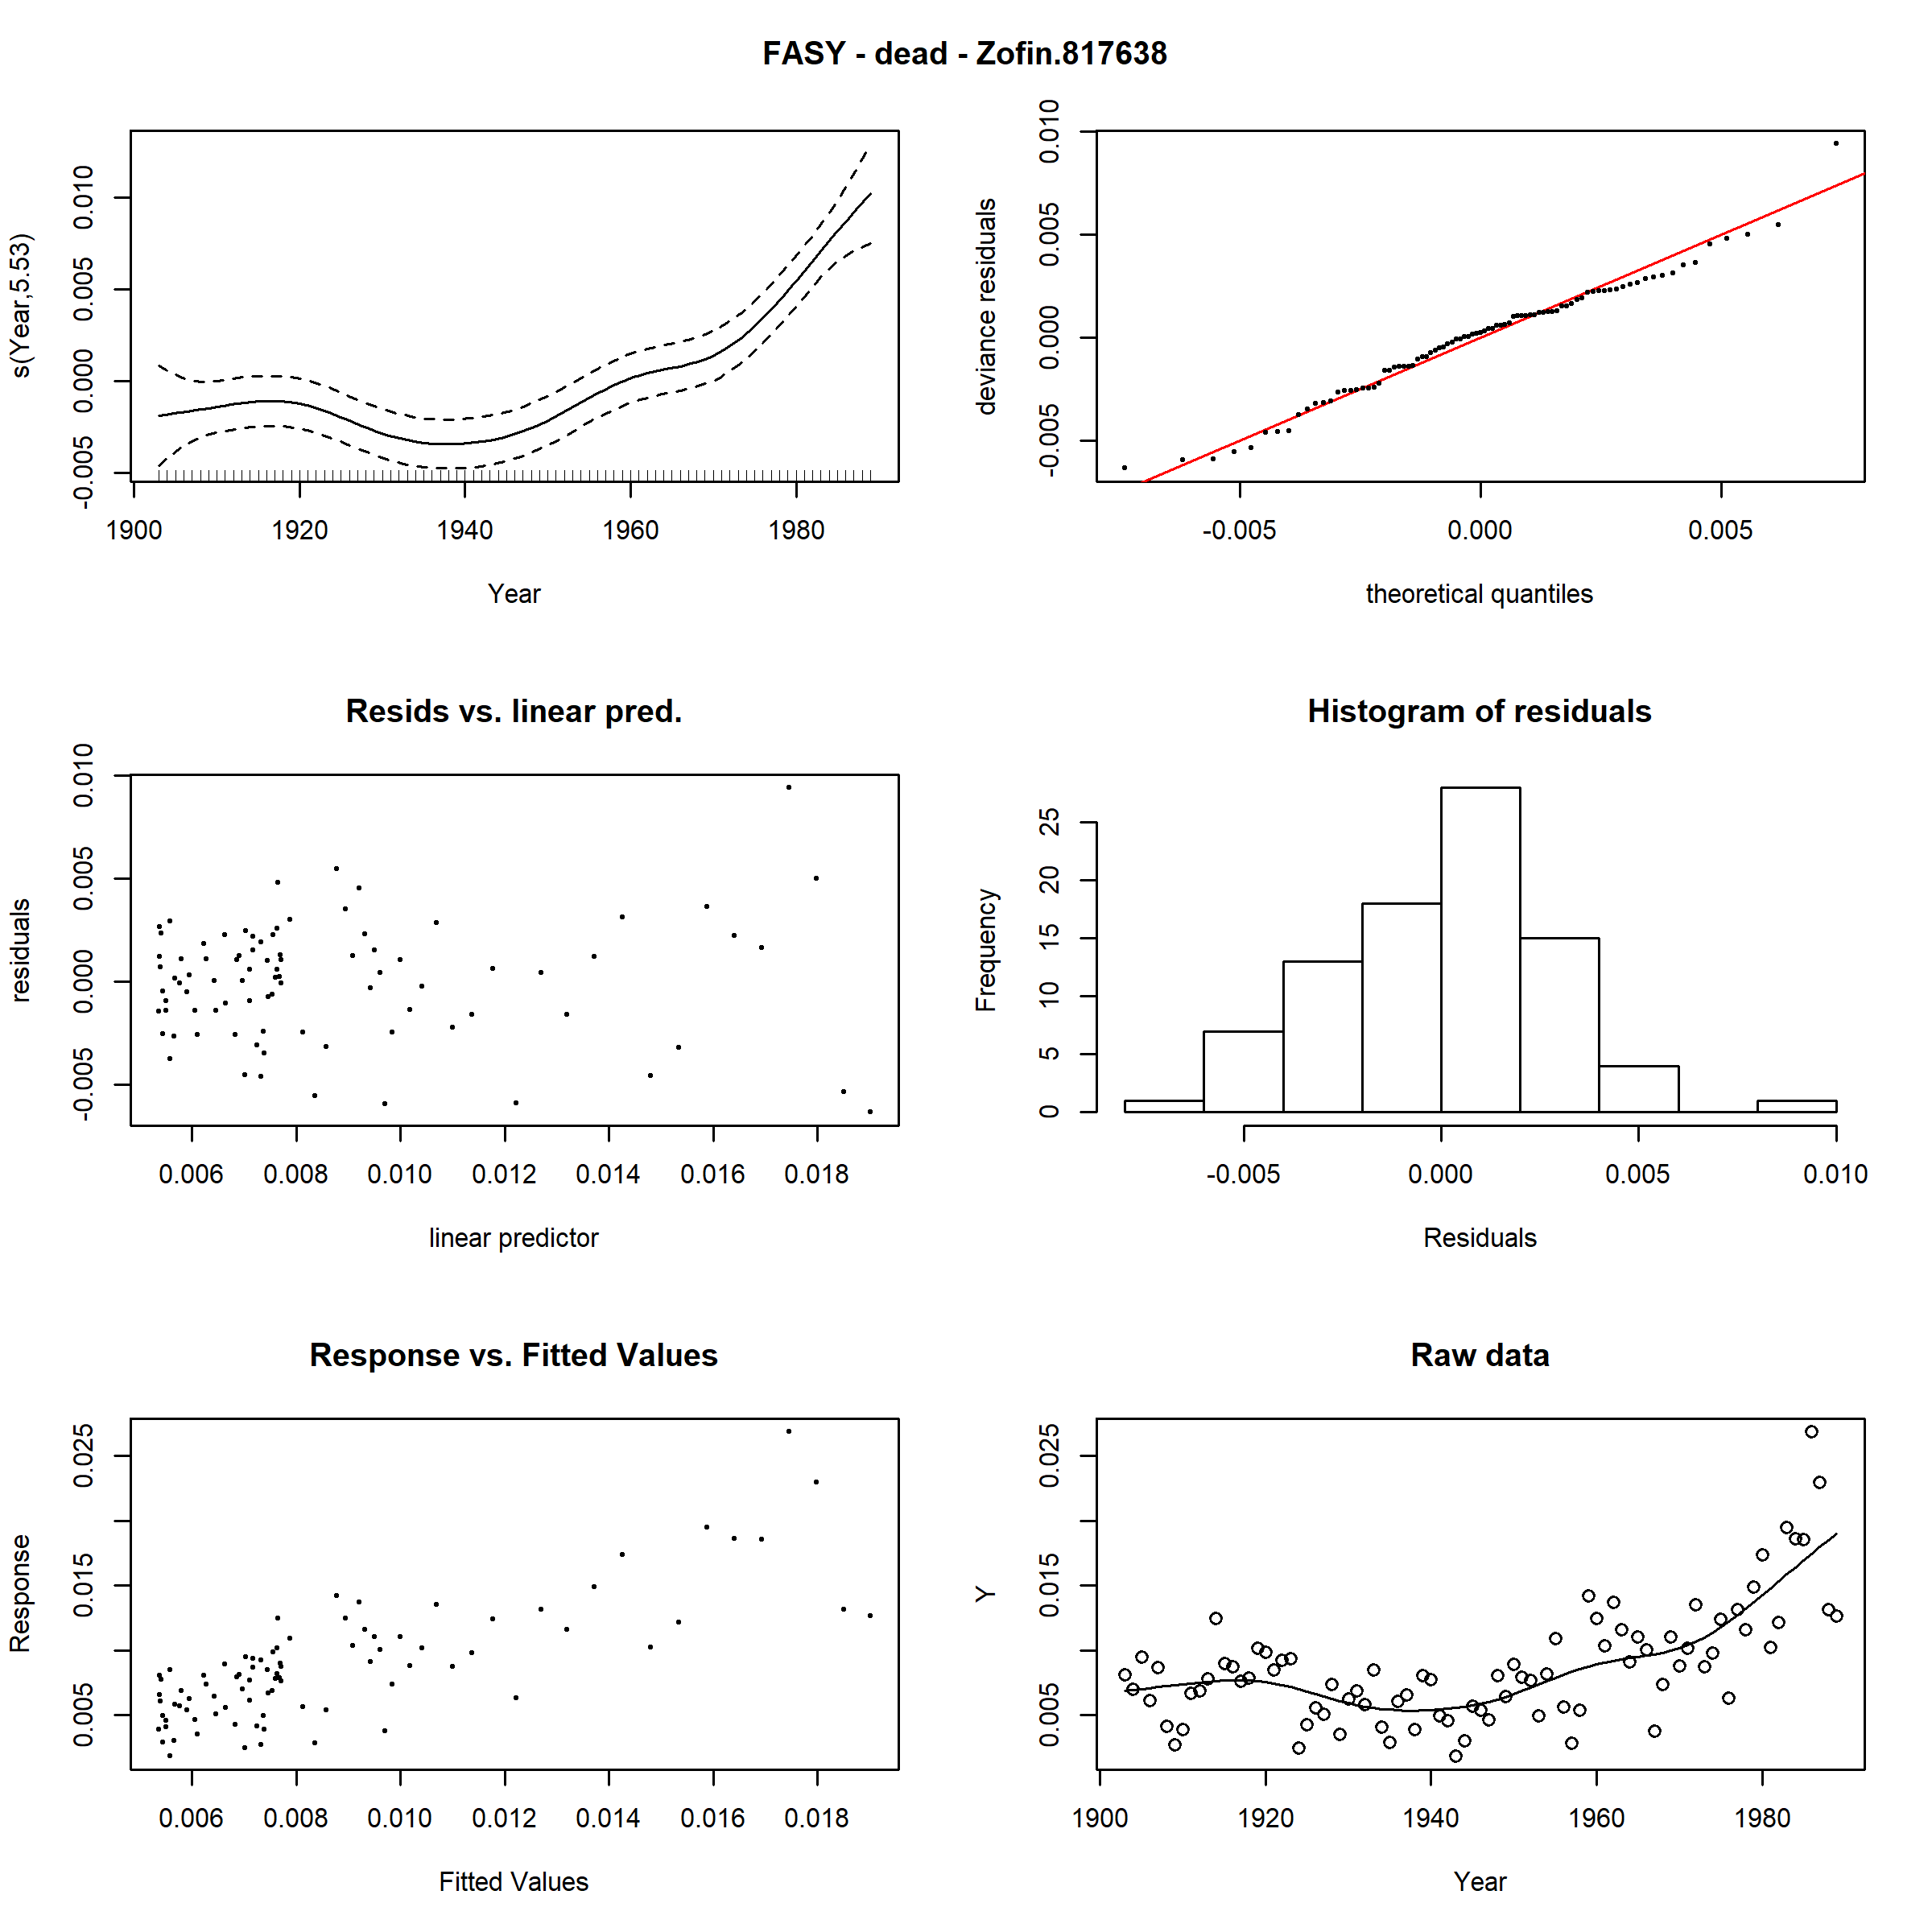 FASY - dead - Zofin.817638
s(Year,5.53)
-0.005 0.000 0.005 0.010
1900 1920 1940 1960 1980
Year
deviance residuals
-0.005 0.000 0.005 0.010
-0.005 0.000 0.005
theoretical quantiles
Resids vs. linear pred.
residuals
-0.005 0.000 0.005 0.010
0.006 0.008 0.010 0.012 0.014 0.016 0.018
linear predictor
Histogram of residuals
Frequency
0 5 10 15 20 25
-0.005 0.000 0.005 0.010
Residuals
Response vs. Fitted Values
Response
0.005 0.015 0.025
0.006 0.008 0.010 0.012 0.014 0.016 0.018
Fitted Values
Raw data
Y
0.005 0.015 0.025
1900 1920 1940 1960 1980
Year